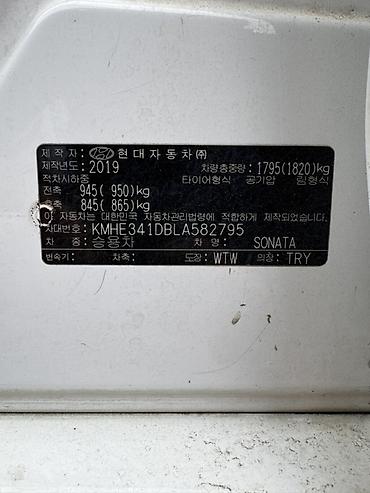 제 작 자 : 현대자동차㈜
제작년도 : 2019 차량총중량 : 1795(1820)kg
적차시하중 타이어형식 공기압 림형식
전축 945( 950)kg
후축 845( 865)kg
이 자동차는 대한민국 자동차관리법령에 적합하게 제작되었습니다.
차대번호 : KMHE341DBLA582795
차 종 : 승용차 차 명 : SONATA
변속기 : 차축 : 도장 : WTW 의장 : TRY